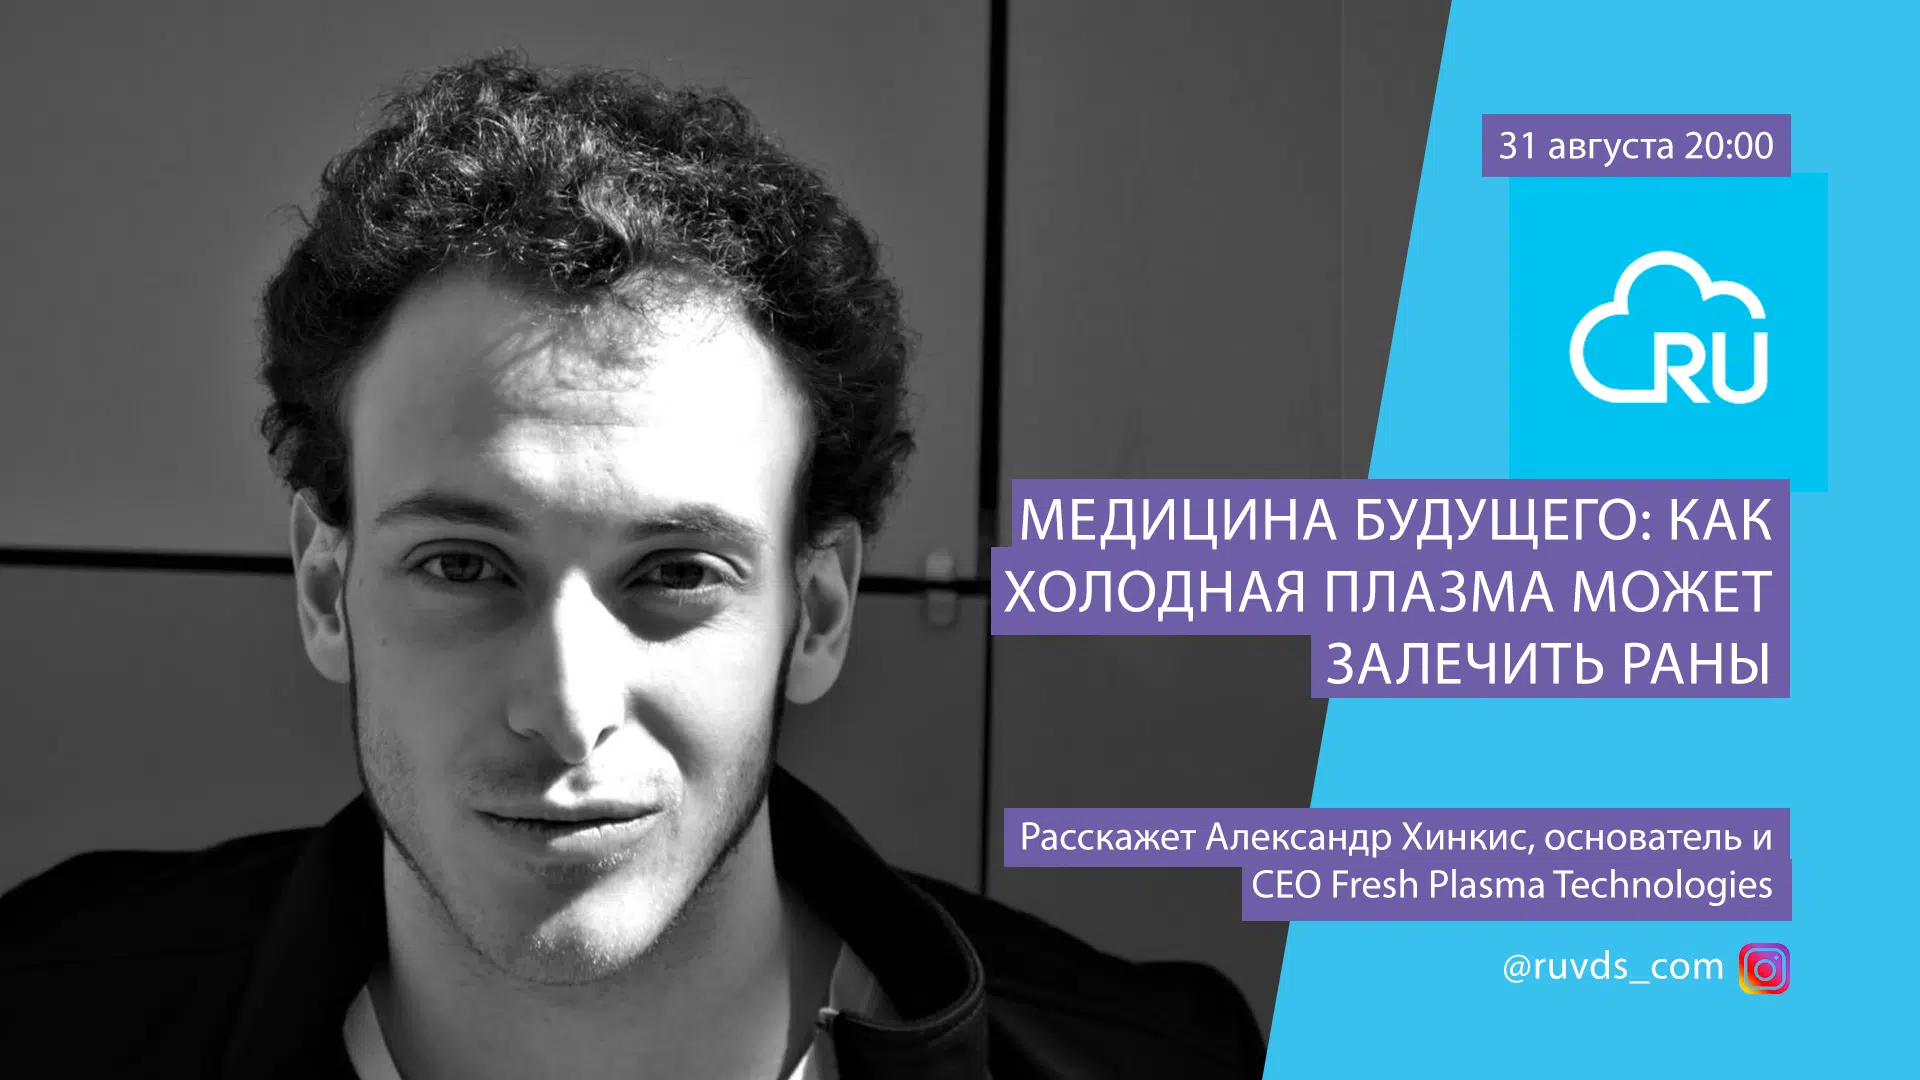 31 августа 20:00
RU
МЕДИЦИНА БУДУЩЕГО: КАК
ХОЛОДНАЯ ПЛАЗМА МОЖЕТ
ЗАЛЕЧИТЬ РАНЫ
Расскажет Александр Хинкис, основатель и
CEO Fresh Plasma Technologies
@ruvds_com